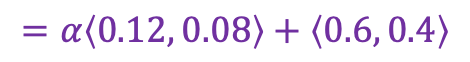 = α⟨0.12, 0.08⟩ + ⟨0.6, 0.4⟩